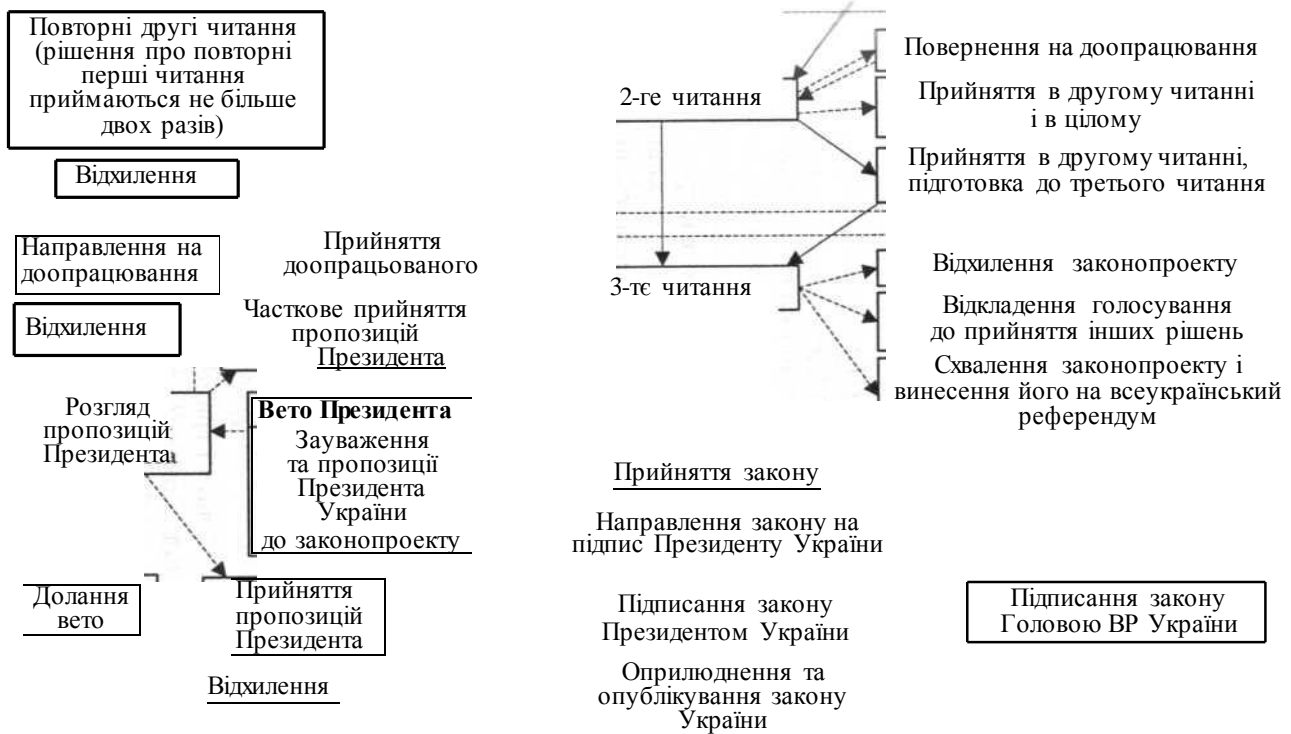 Повторні другі читання
(рішення про повторні
перші читання
приймаються не більше
двох разів)
Відхилення
Направлення на
доопрацювання
Прийняття
доопрацьованого
Відхилення
Часткове прийняття
пропозицій
Президента
Розгляд
пропозицій
Президента
Вето Президента
Зауваження
та пропозиції
Президента
України
до законопроекту
Долання
вето
Прийняття
пропозицій
Президента
Відхилення
2-ге читання
Повернення на доопрацювання
Прийняття в другому читанні
і в цілому
Прийняття в другому читанні,
підготовка до третього читання
3-тє читання
Відхилення законопроекту
Відкладення голосування
до прийняття інших рішень
Схвалення законопроекту і
винесення його на всеукраїнський
референдум
Прийняття закону
Направлення закону на
підпис Президенту України
Підписання закону
Президентом України
Підписання закону
Головою ВР України
Оприлюднення та
опублікування закону
України